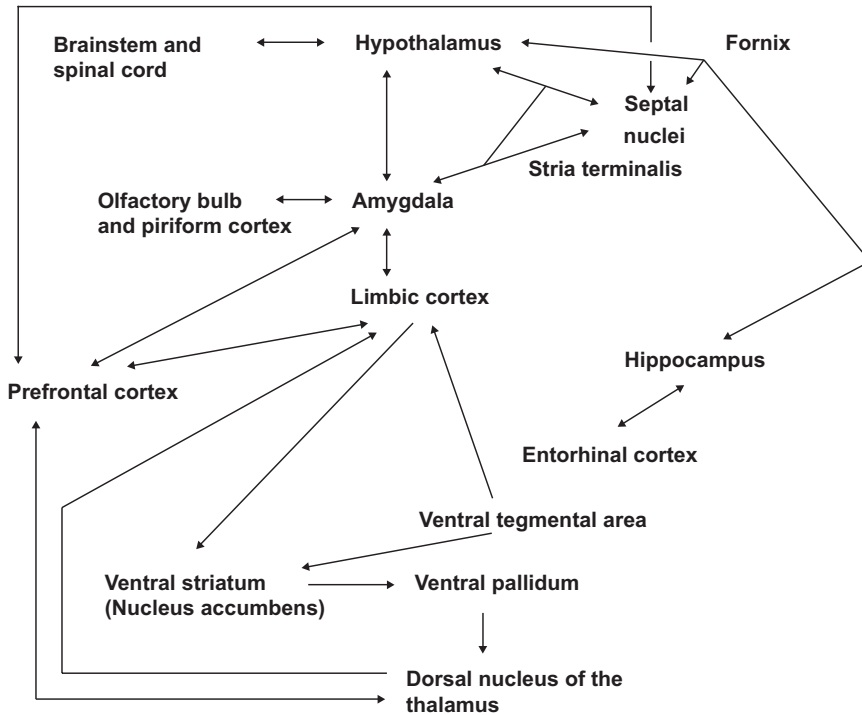 Brainstem and
spinal cord
Hypothalamus
Fornix
Septal
nuclei
Stria terminalis
Olfactory bulb
and piriform cortex
Amygdala
Limbic cortex
Prefrontal cortex
Hippocampus
Entorhinal cortex
Ventral tegmental area
Ventral striatum
(Nucleus accumbens)
Ventral pallidum
Dorsal nucleus of the
thalamus